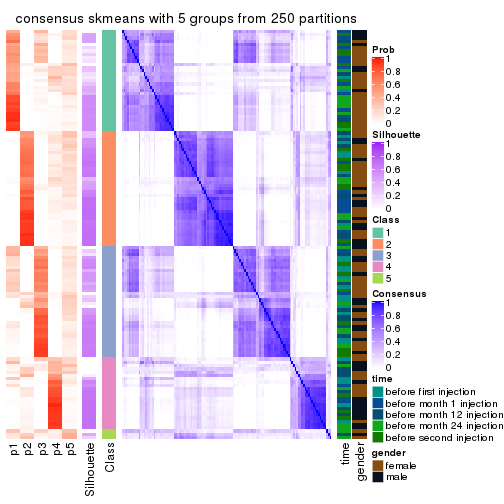 consensus skmeans with 5 groups from 250 partitions
Prob
1
0.8
0.6
0.4
0.2
0
Silhouette
1
0.8
0.6
0.4
0.2
0
Class
1
2
3
4
5
Consensus
1
0.8
0.6
0.4
0.2
0
time
before first injection
before month 1 injection
before month 12 injection
before month 24 injection
before second injection
gender
female
male
p1
p2
p3
p4
p5
Silhouette
Class
time
gender